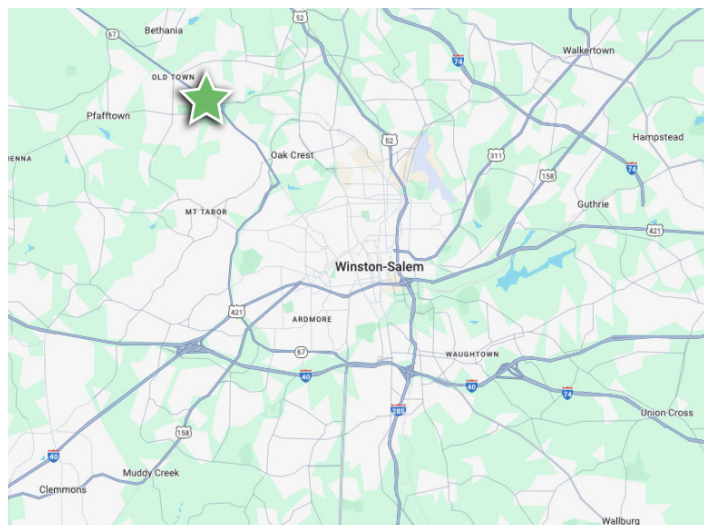 52
Bethania
67
Walkertown
74
OLD TOWN
Pfafftown
Hampstead
52
Oak Crest
311
ENNA
158
74
Guthrie
MT TABOR
421
Winston-Salem
421
ARDMORE
67
WAUGHTOWN
40
40
74
285
Union Cross
158
40
Muddy Creek
Clemmons
Wallburg